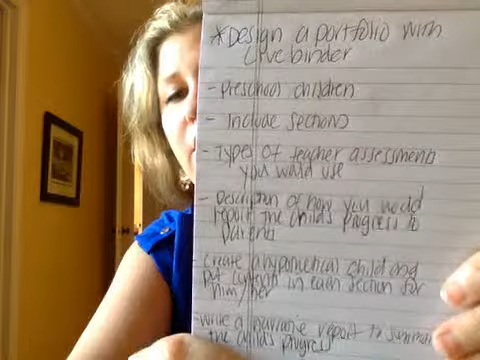 *Design a portfolio with
Livebinder
- Preschool children
- Include sections
- Types of teacher assessments
you would use
- Description of how you would
report the child's progress to
parents
create a hypothetical child and
put content in each section for
him/her
- write a narrative report to
the child's progress